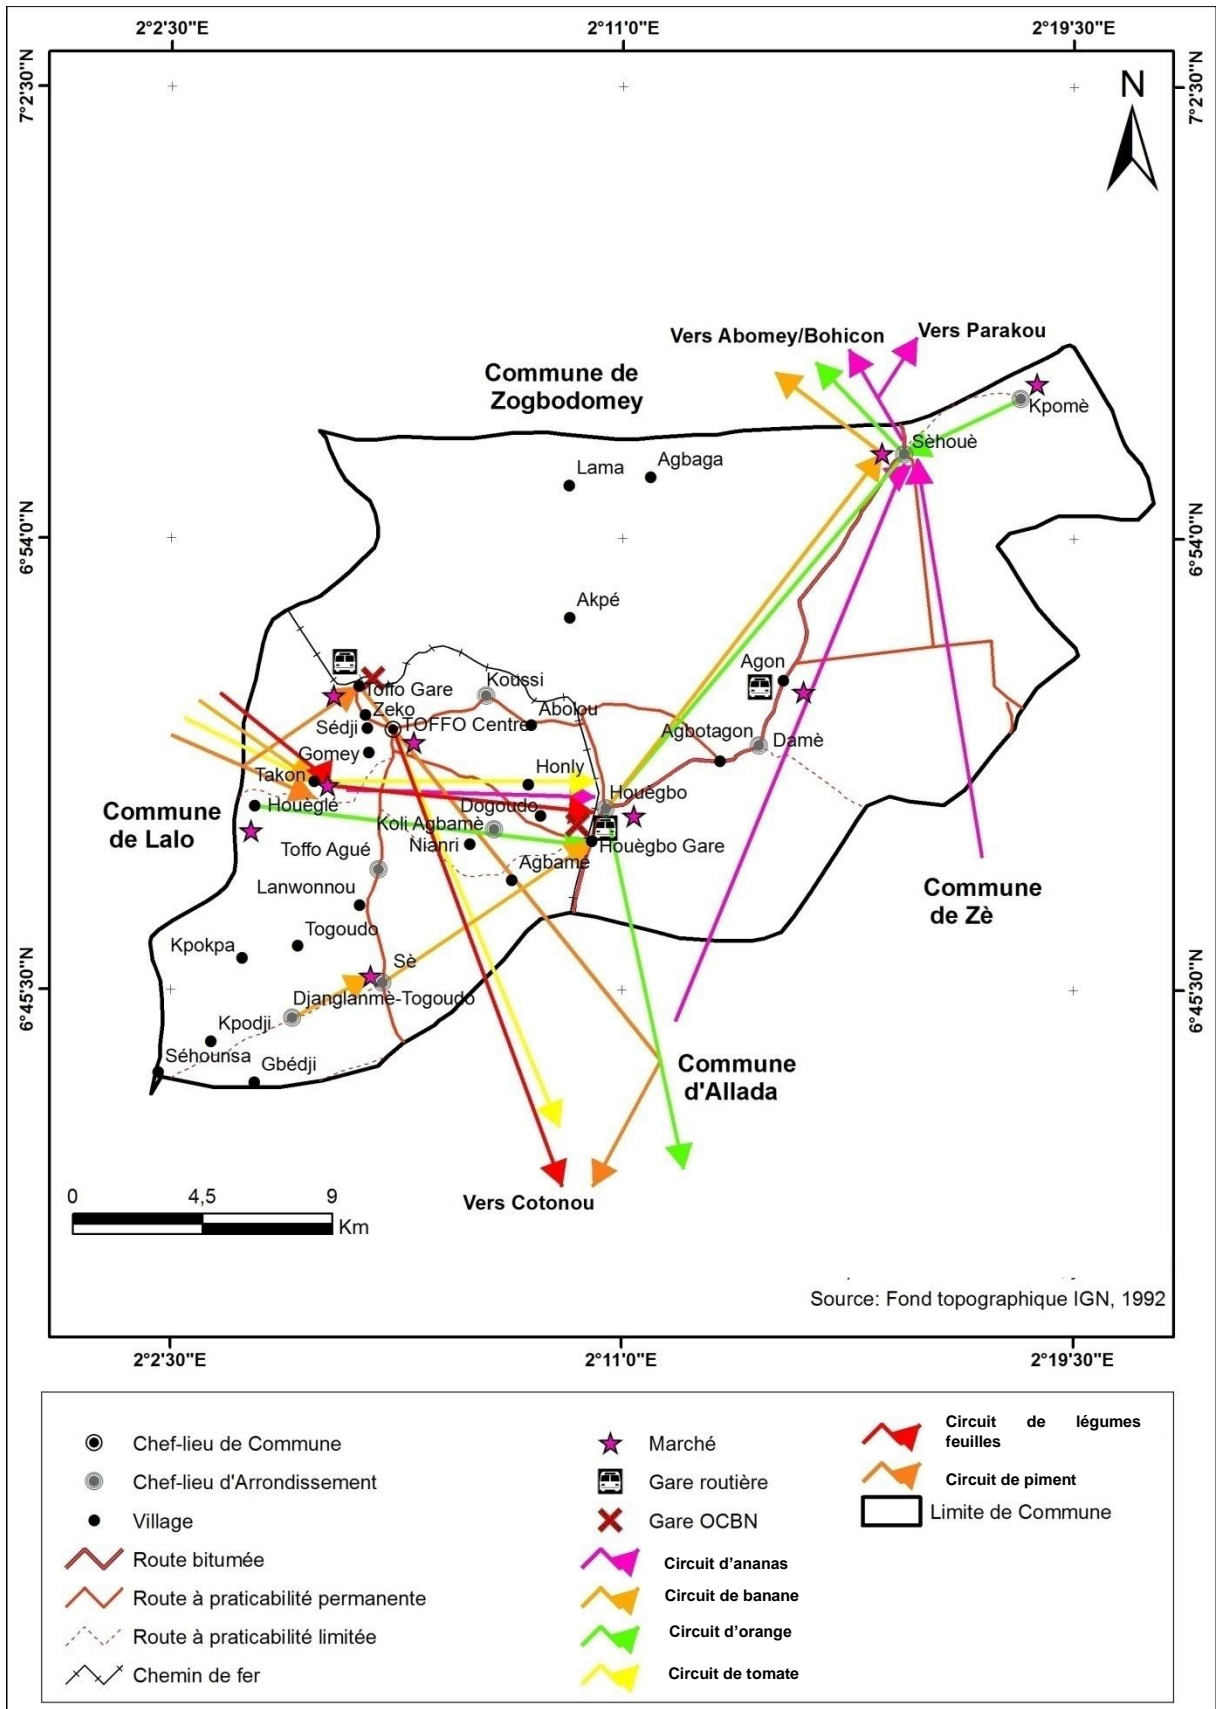 2°2'30"E 2°11'0"E 2°19'30"E
7°2'30"N
7°2'30"N
N
Vers Abomey/Bohicon
Vers Parakou
Commune de
Zogbodomey
Kpomè
Sèhouè
Lama
Agbaga
6°54'0"N
6°54'0"N
Akpé
Agon
Koussi
Toffo Gare
Zeko
Sédji
TOFFO Centre
Abolou
Agbotagon
Damè
Gomey
Takon
Honly
Houègbo
Houèglé
Commune
de Lalo
Dogoudo
Koli Agbamè
Nianri
Houègbo Gare
Toffo Agué
Agbamé
Commune
de Zè
Lanwonnou
Togoudo
Kpokpa
Sè
6°45'30"N
6°45'30"N
Djanglanme-Togoudo
Kpodji
Séhounsa
Gbédji
Commune
d'Allada
Vers Cotonou
0 4,5 9
Km
Source: Fond topographique IGN, 1992
2°2'30"E 2°11'0"E 2°19'30"E
Chef-lieu de Commune
Chef-lieu d'Arrondissement
Village
Route bitumée
Route à praticabilité permanente
Route à praticabilité limitée
Chemin de fer
Marché
Gare routière
Gare OCBN
Circuit d'ananas
Circuit de banane
Circuit d'orange
Circuit de tomate
Circuit de légumes
feuilles
Circuit de piment
Limite de Commune